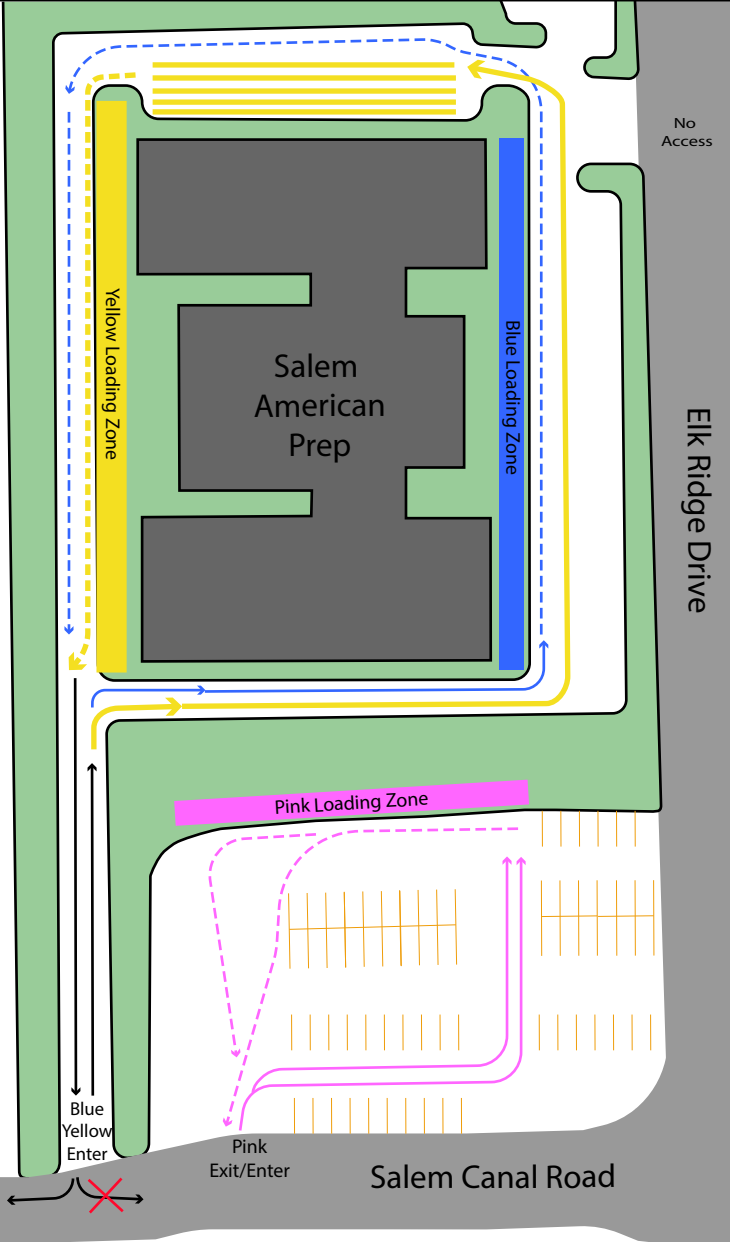 No
Access
Yellow Loading Zone
Blue Loading Zone
Salem
American
Prep
Elk Ridge Drive
Pink Loading Zone
Blue
Yellow
Enter
Pink
Exit/Enter
Salem Canal Road